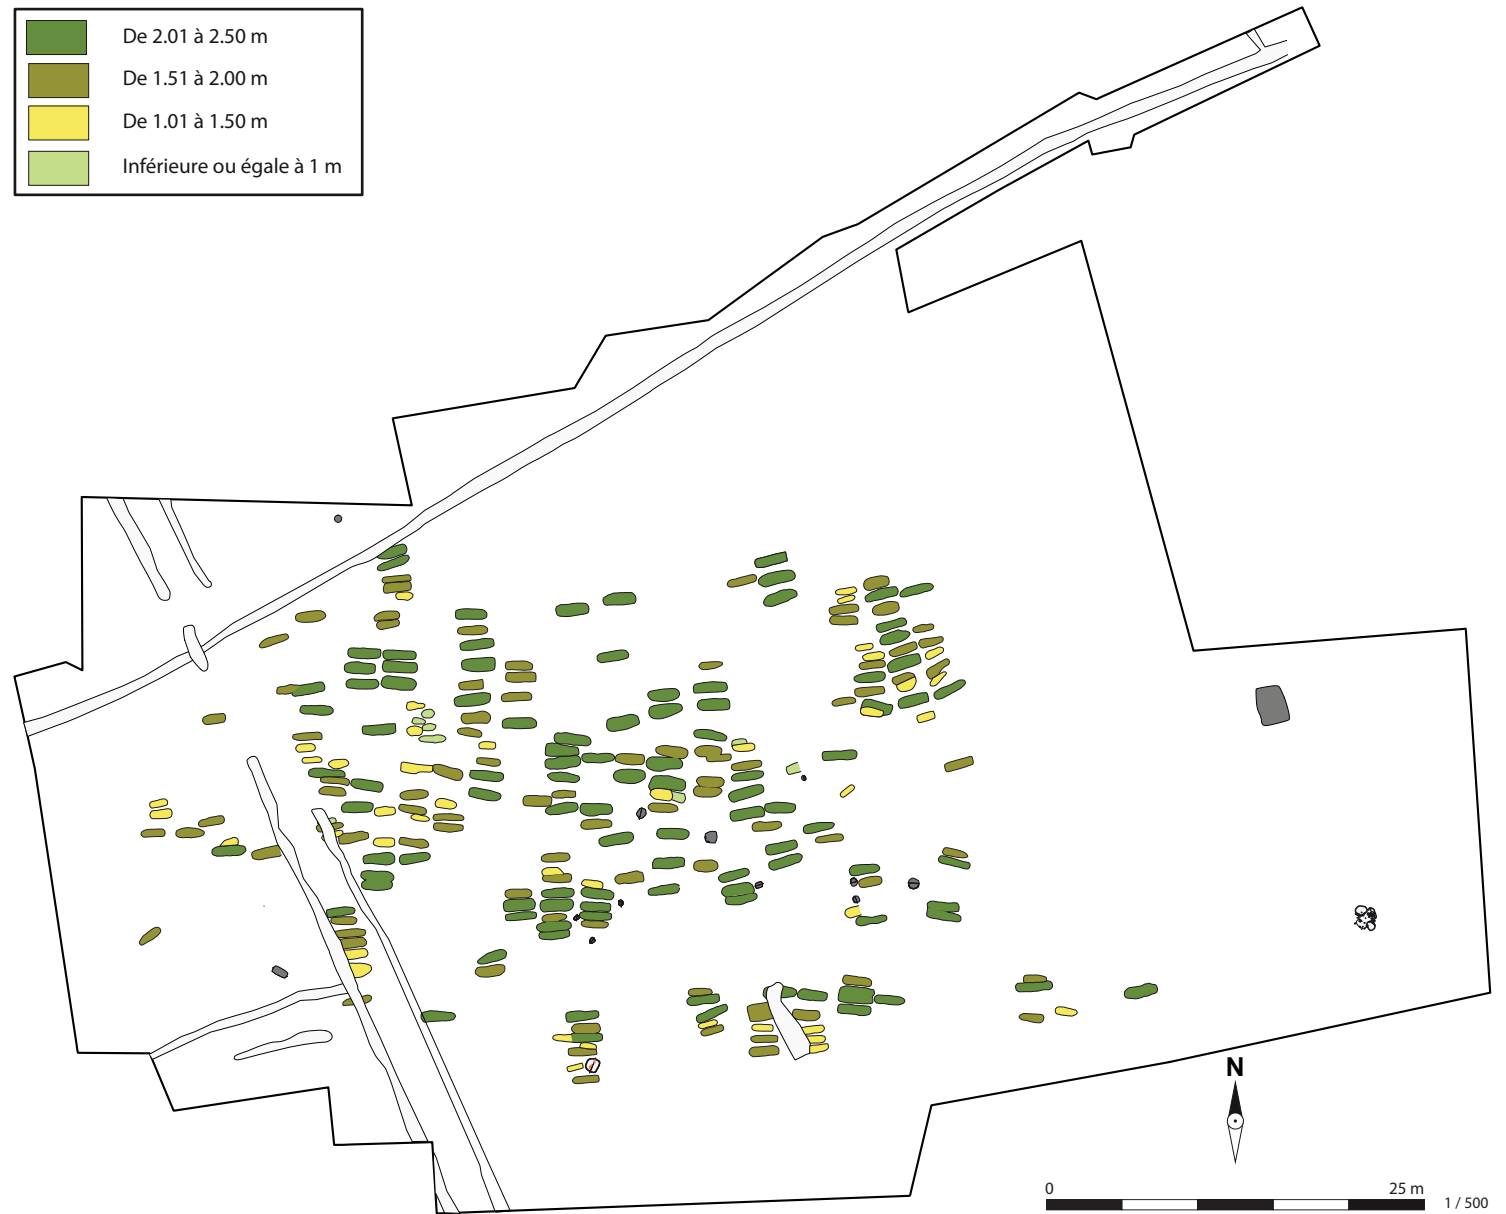 De 2.01 à 2.50 m
De 1.51 à 2.00 m
De 1.01 à 1.50 m
Inférieure ou égale à 1 m
N
0 25 m
1 / 500